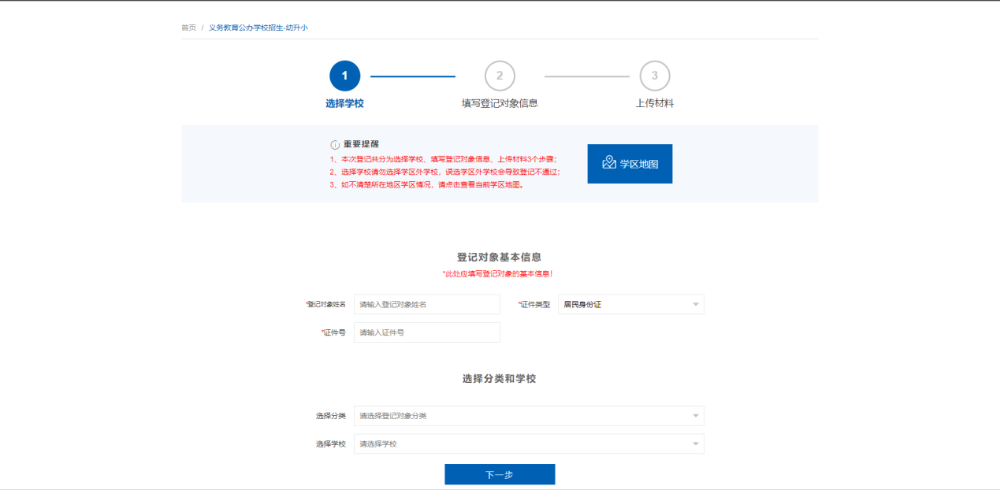 首页 / 义务教育公办学校招生-幼升小
1 2 3
选择学校 填写登记对象信息 上传材料
重要提醒
1、本次登记共分为选择学校、填写登记对象信息、上传材料3个步骤;
2、选择学校请勿选择学区外学校，误选学区外学校会导致登记不通过;
3、如不清楚所在地区学区情况，请点击查看当前学区地图。
学区地图
登记对象基本信息
*此处应填写登记对象的基本信息!
*登记对象姓名 请输入登记对象姓名 *证件类型 居民身份证
*证件号 请输入证件号
选择分类和学校
选择分类 请选择登记对象分类
选择学校 请选择学校
下一步